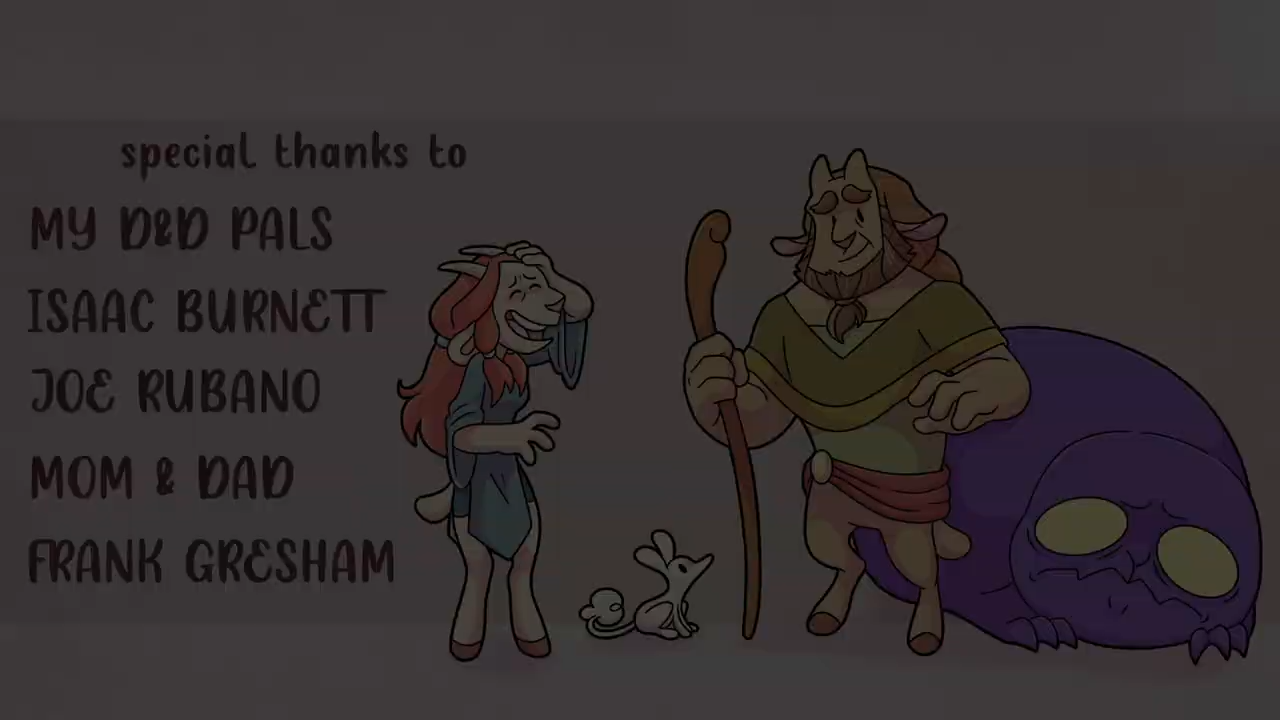 special thanks to
MY D&D PALS
ISAAC BURNETT
JOE RUBANO
MOM & DAD
FRANK GRESHAM